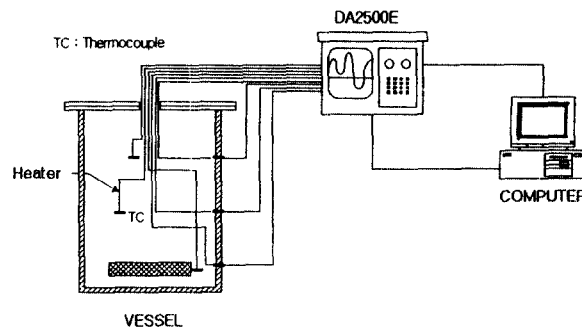 DA2500E
TC : Thermocouple
Heater
TC
COMPUTER
VESSEL